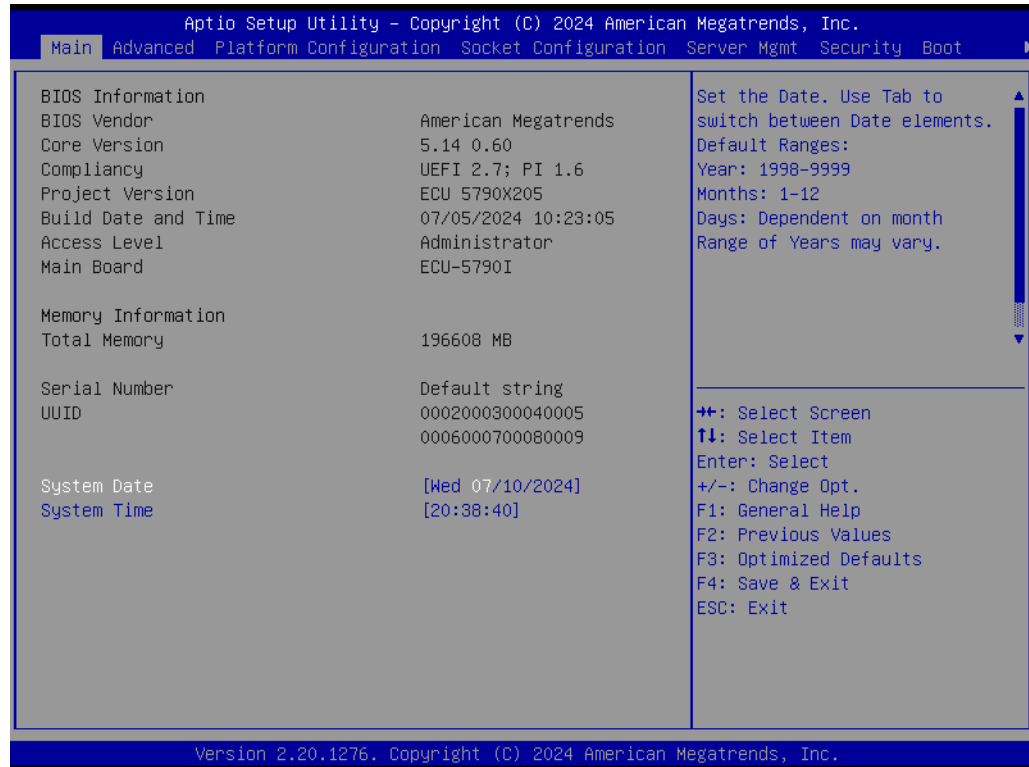 Aptio Setup Utility – Copyright (C) 2024 American Megatrends, Inc.
Main Advanced Platform Configuration Socket Configuration Server Mgmt Security Boot
BIOS Information
BIOS Vendor American Megatrends
Core Version 5.14 0.60
Compliancy UEFI 2.7; PI 1.6
Project Version ECU 5790X205
Build Date and Time 07/05/2024 10:23:05
Access Level Administrator
Main Board ECU-5790I
Memory Information
Total Memory 196608 MB
Serial Number Default string
UUID 0002000300040005
0006000700080009
System Date [Wed 07/10/2024]
System Time [20:38:40]
Set the Date. Use Tab to
switch between Date elements.
Default Ranges:
Year: 1998-9999
Months: 1-12
Days: Dependent on month
Range of Years may vary.
→←: Select Screen
↑↓: Select Item
Enter: Select
+/-: Change Opt.
F1: General Help
F2: Previous Values
F3: Optimized Defaults
F4: Save & Exit
ESC: Exit
Version 2.20.1276. Copyright (C) 2024 American Megatrends, Inc.